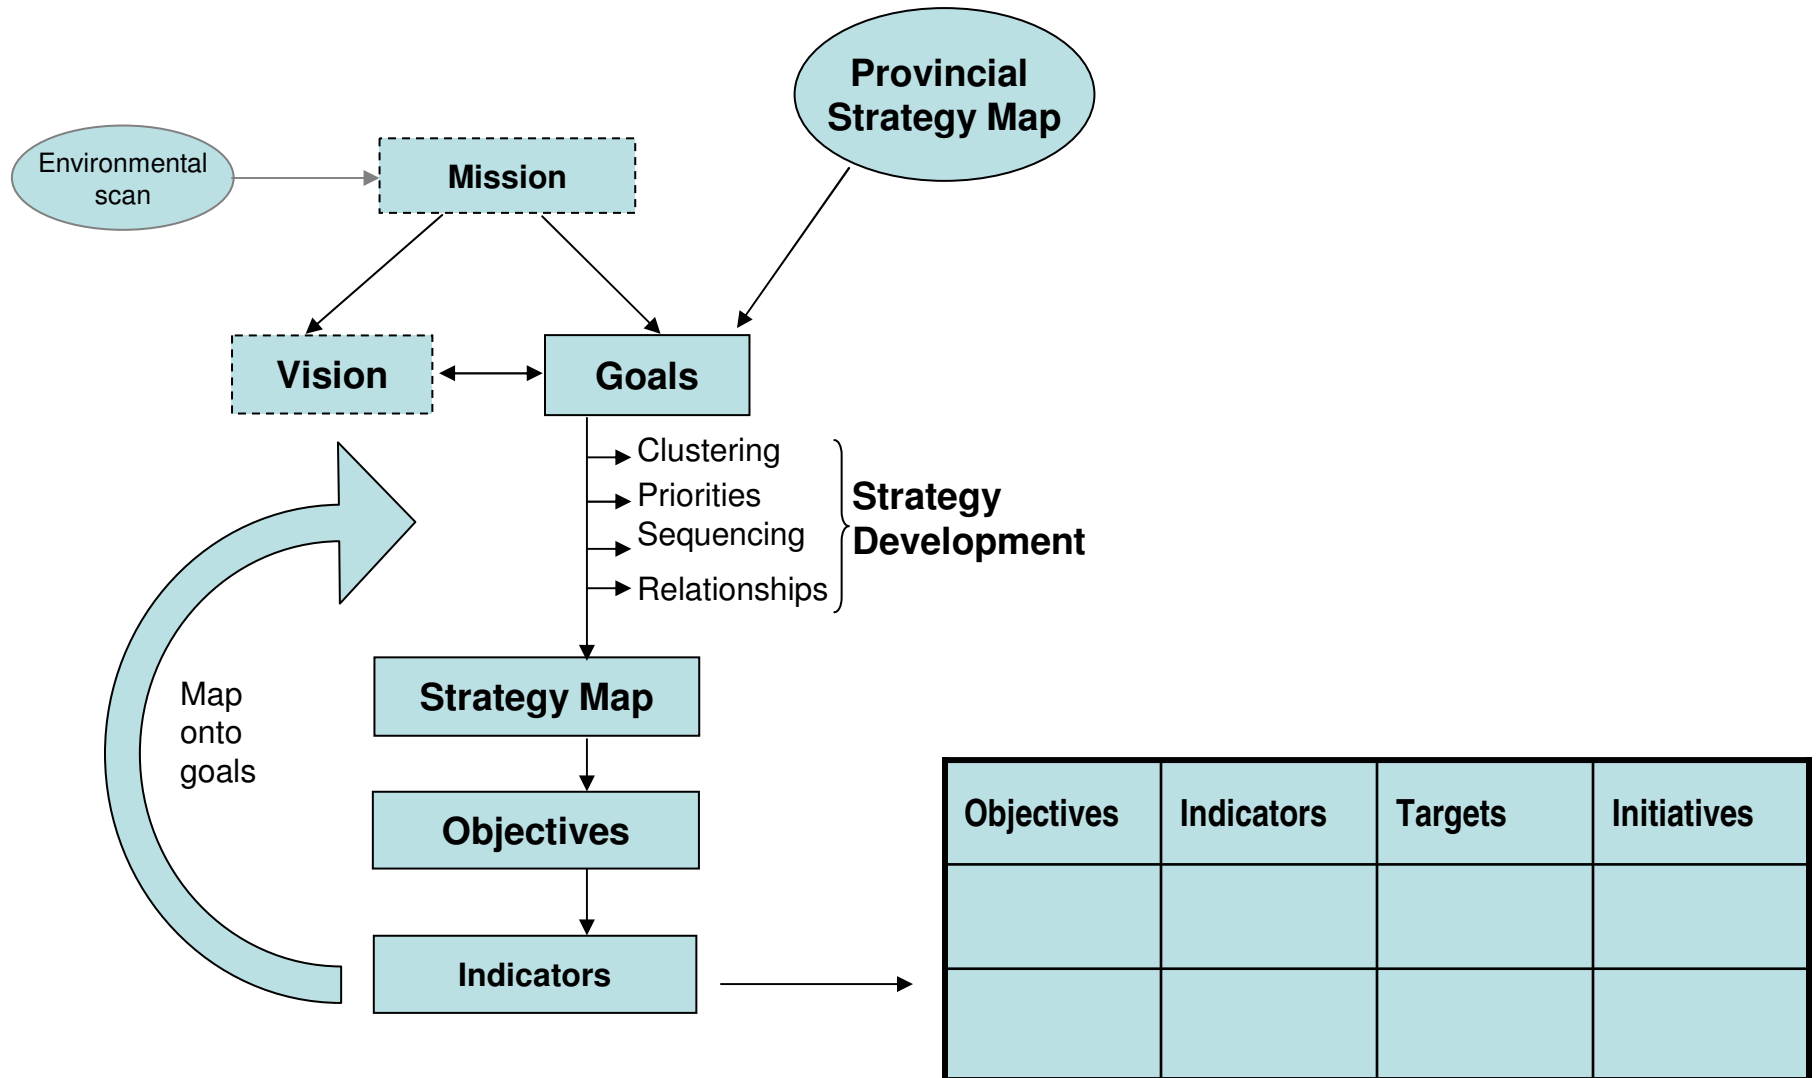 Provincial
Strategy Map
Environmental
scan
Mission
Vision
Goals
Clustering
Priorities
Sequencing
Relationships
Strategy
Development
Strategy Map
Map
onto
goals
Objectives
Indicators
Objectives Indicators Targets Initiatives